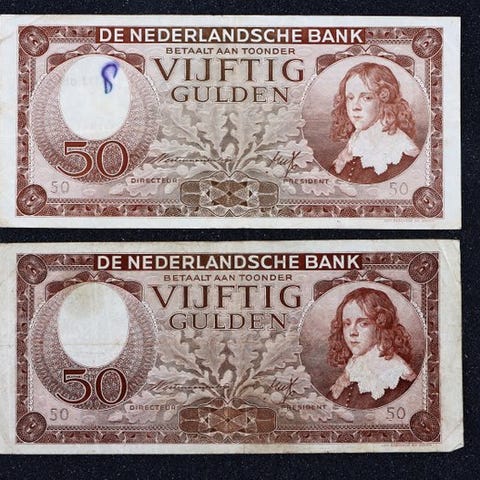 DE NEDERLANDSCHE BANK
BETAALT AAN TOONDER
8
VIJFTIG
GULDEN
50
50
DIRECTEUR
PRESIDENT
50
DE NEDERLANDSCHE BANK
BETAALT AAN TOONDER
VIJFTIG
GULDEN
50
50
DIRECTEUR
PRESIDENT
50